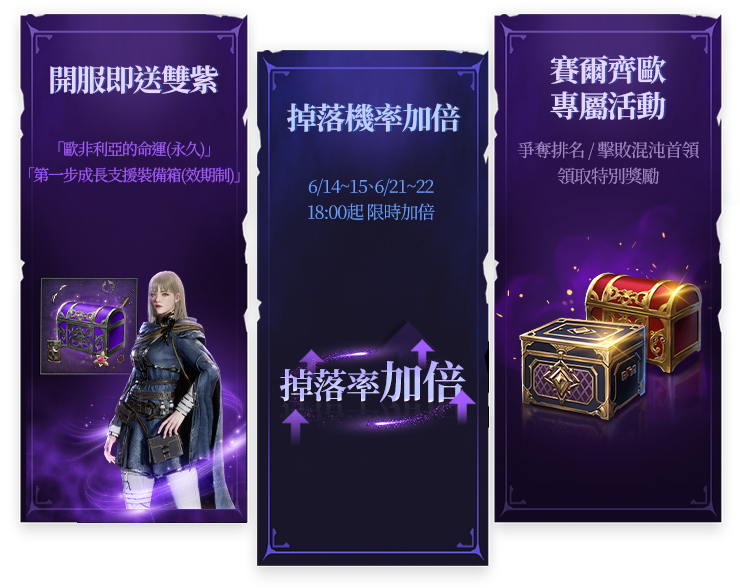 開服即送雙紫
「歐非利亞的命運(永久)」
「第一步成長支援裝備箱(效期制)」
掉落機率加倍
6/14~15、6/21~22
18:00起 限時加倍
掉落率加倍
賽爾齊歐
專屬活動
爭奪排名 / 擊敗混沌首領
領取特別獎勵